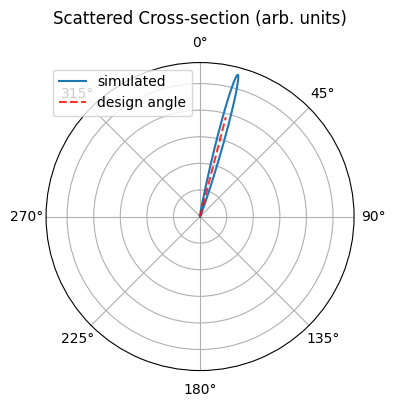 Scattered Cross-section (arb. units)
0°
simulated
design angle
315°
45°
270°
90°
225°
135°
180°